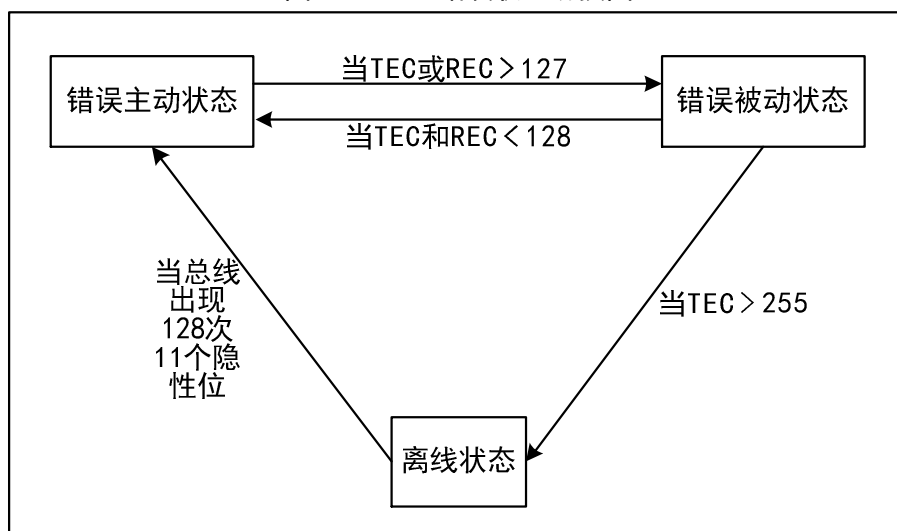 当TEC或REC＞127
错误主动状态
错误被动状态
当TEC和REC＜128
当总线
出现
128次
11个隐
性位
当TEC＞255
离线状态